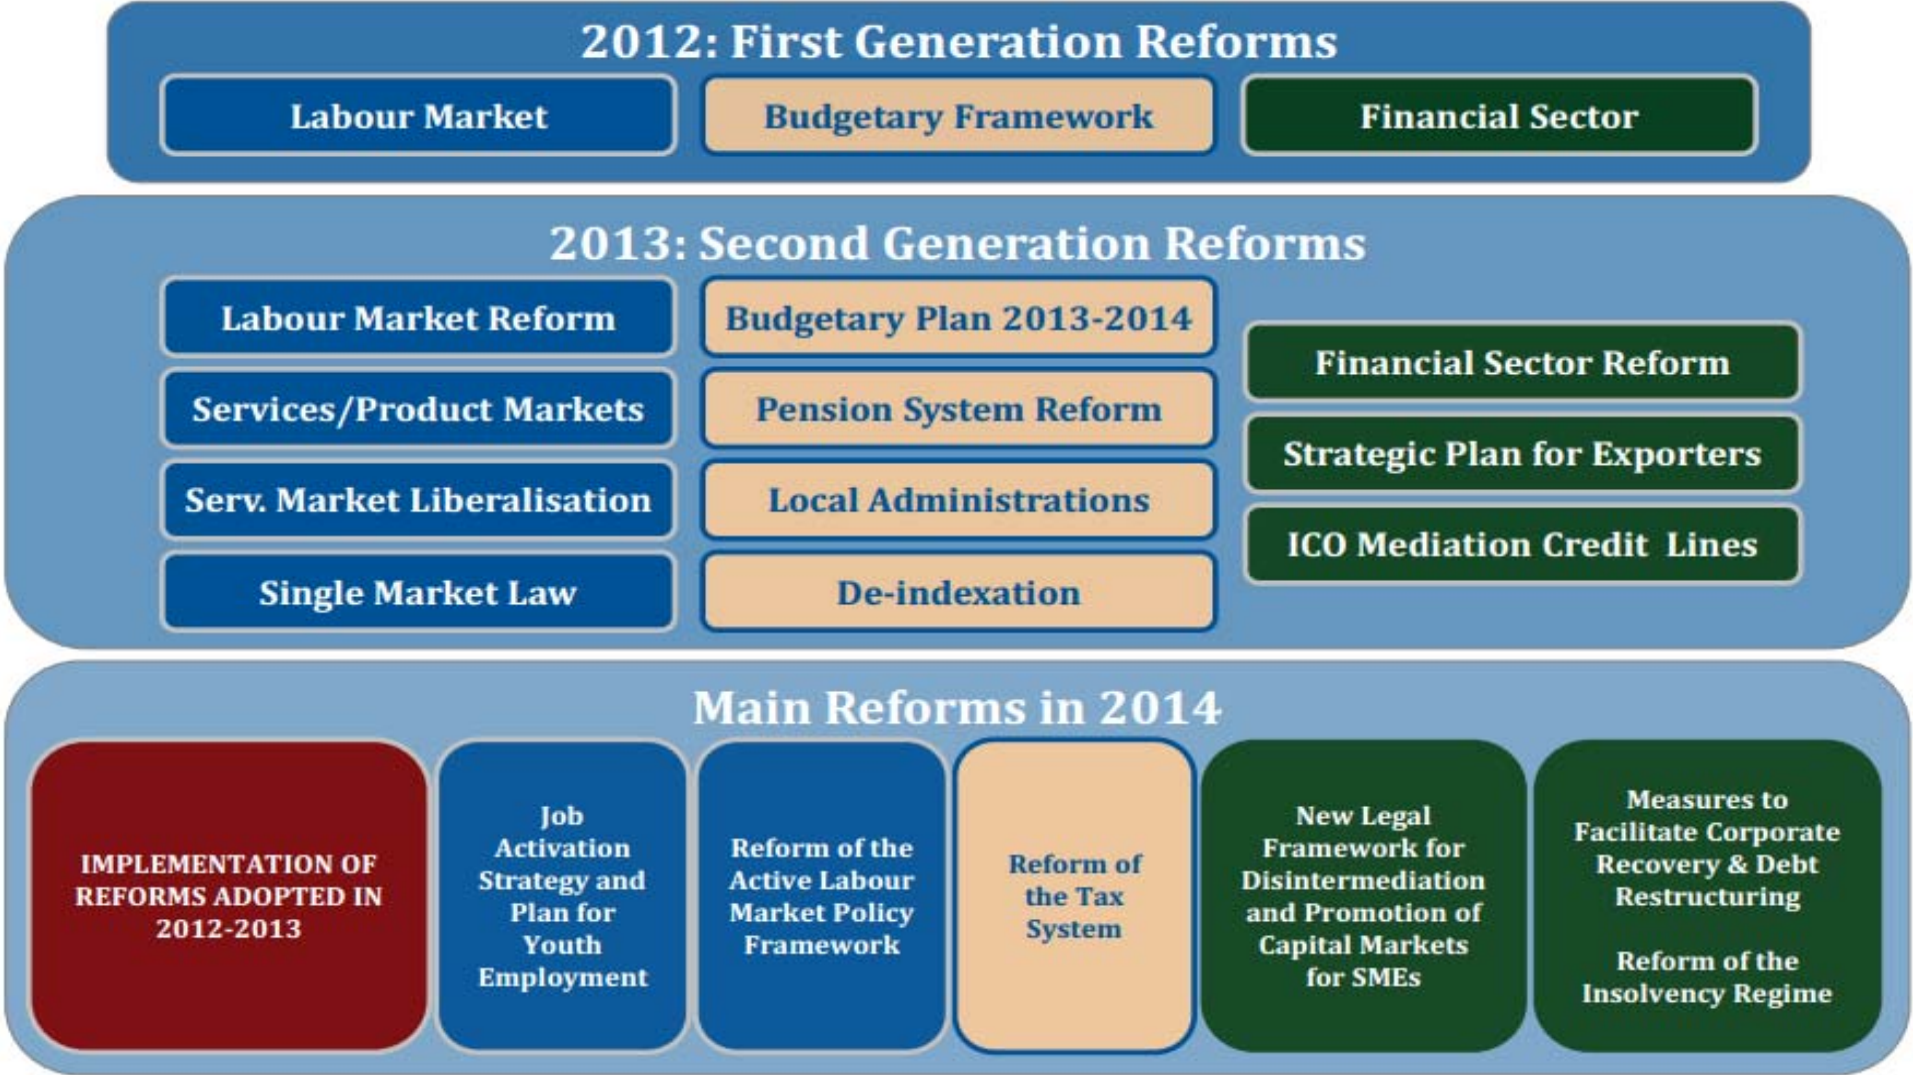 2012: First Generation Reforms
Labour Market
Budgetary Framework
Financial Sector
2013: Second Generation Reforms
Labour Market Reform
Services/Product Markets
Serv. Market Liberalisation
Single Market Law
Budgetary Plan 2013-2014
Pension System Reform
Local Administrations
De-indexation
Financial Sector Reform
Strategic Plan for Exporters
ICO Mediation Credit Lines
Main Reforms in 2014
IMPLEMENTATION OF
REFORMS ADOPTED IN
2012-2013
Job
Activation
Strategy and
Plan for
Youth
Employment
Reform of the
Active Labour
Market Policy
Framework
Reform of
the Tax
System
New Legal
Framework for
Disintermediation
and Promotion of
Capital Markets
for SMEs
Measures to
Facilitate Corporate
Recovery & Debt
Restructuring
Reform of the
Insolvency Regime